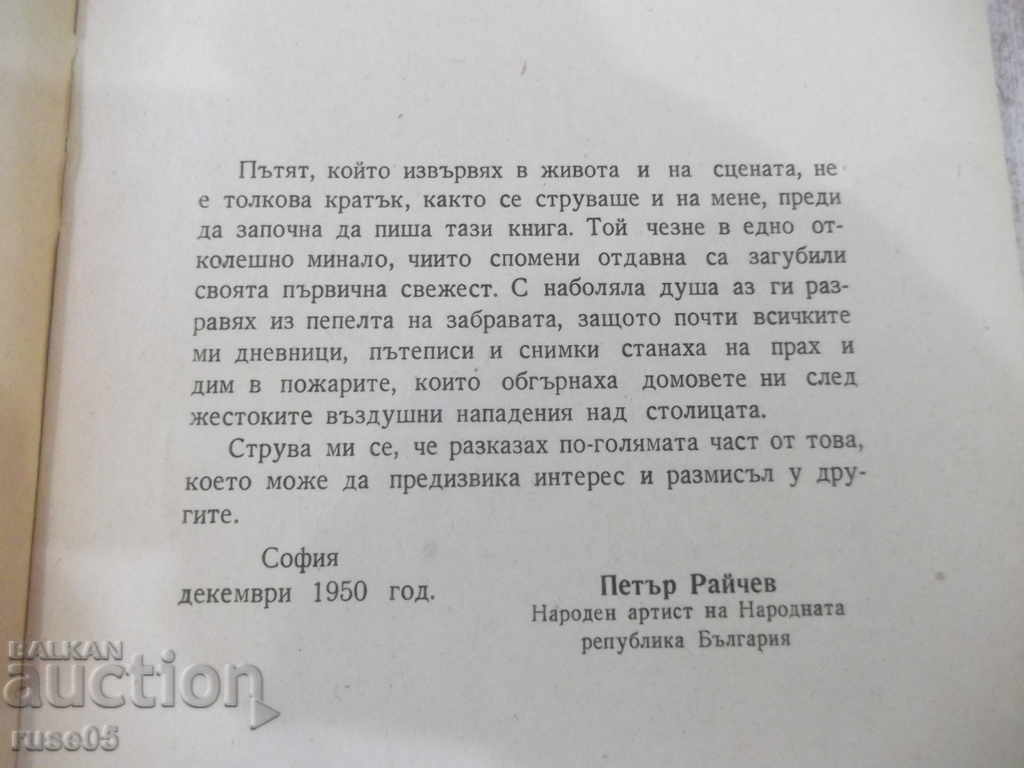 Пътят, който извървях в живота и на сцената, не
е толкова кратък, както се струваше и на мене, преди
да започна да пиша тази книга. Той чезне в едно от-
колешно минало, чиито спомени отдавна са загубили
своята първична свежест. С наболяла душа аз ги раз-
равях из пепелта на забравата, защото почти всичките
ми дневници, пътеписи и снимки станаха на прах и
дим в пожарите, които обгърнаха домовете ни след
жестоките въздушни нападения над столицата.
Струва ми се, че разказах по-голямата част от това,
което може да предизвика интерес и размисъл у дру-
гите.
София
декември 1950 год.
Петър Райчев
Народен артист на Народната
република България
BALKAN
auction
ruse05